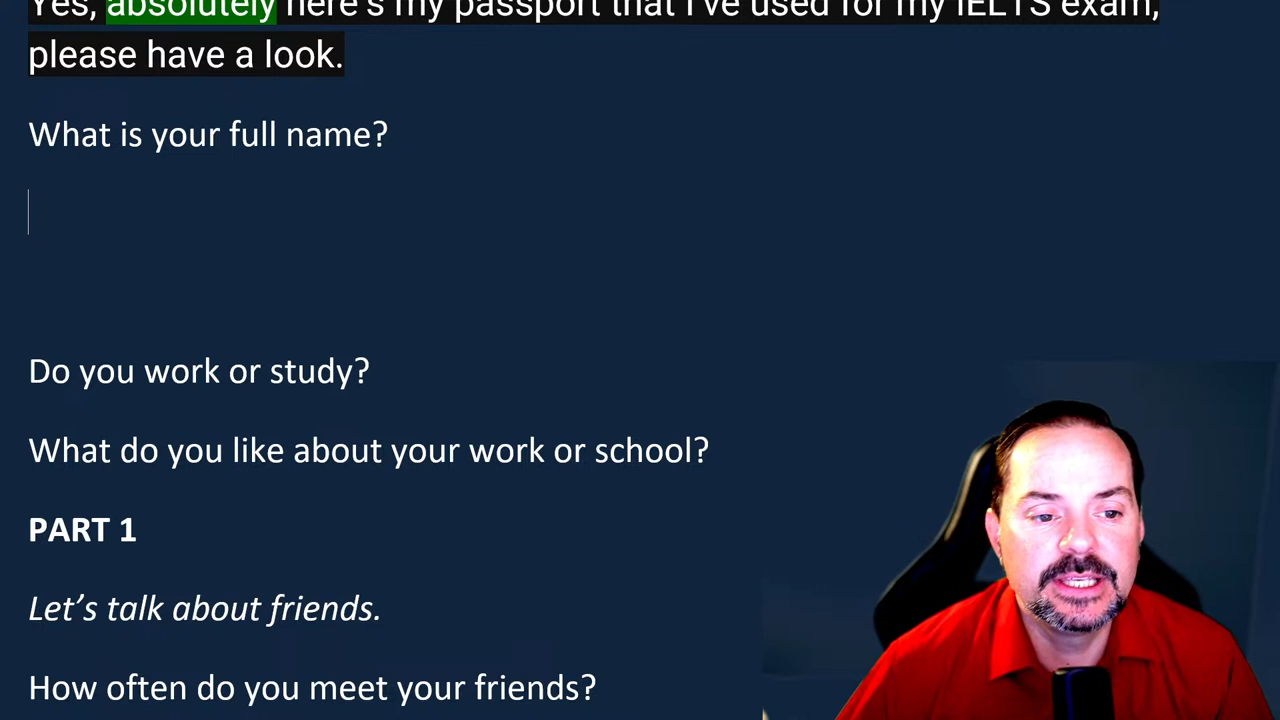 Yes, absolutely here's my passport that I've used for my IELTS exam,
please have a look.
What is your full name?
Do you work or study?
What do you like about your work or school?
PART 1
Let's talk about friends.
How often do you meet your friends?